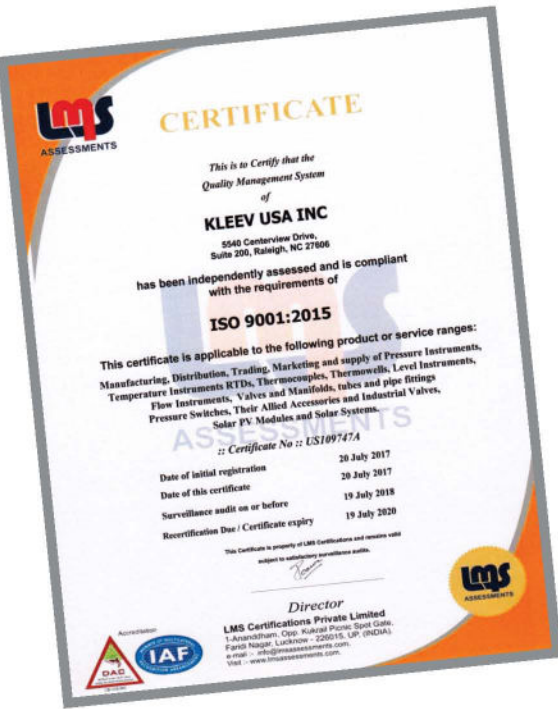 LMS
ASSESSMENTS
CERTIFICATE
This is to Certify that the
Quality Management System
of
KLEEV USA INC
5540 Centerview Drive,
Suite 200, Raleigh, NC 27606
has been independently assessed and is compliant
with the requirements of
ISO 9001:2015
This certificate is applicable to the following product or service ranges:
Manufacturing, Distribution, Trading, Marketing and supply of Pressure Instruments,
Temperature Instruments RTDs, Thermocouples, Thermowells, Level Instruments,
Flow Instruments, Valves and Manifolds, tubes and pipe fittings
Pressure Switches, Their Allied Accessories and Industrial Valves,
Solar PV Modules and Solar Systems.
LMS
ASSESSMENTS
:: Certificate No :: US109747A
Date of initial registration 20 July 2017
Date of this certificate 20 July 2017
Surveillance audit on or before 19 July 2018
Recertification Due / Certificate expiry 19 July 2020
This Certificate is property of LMS Certifications and remains valid
subject to satisfactory surveillance audits.
Director
LMS Certifications Private Limited
1-Ananddham, Opp. Kukrail Picnic Spot Gate,
Faridi Nagar, Lucknow - 226015, UP, (INDIA).
e-mail :- info@lmsassessments.com,
Visit :- www.lmsassessments.com.
Accreditation
DAC
IAF
LMS
ASSESSMENTS